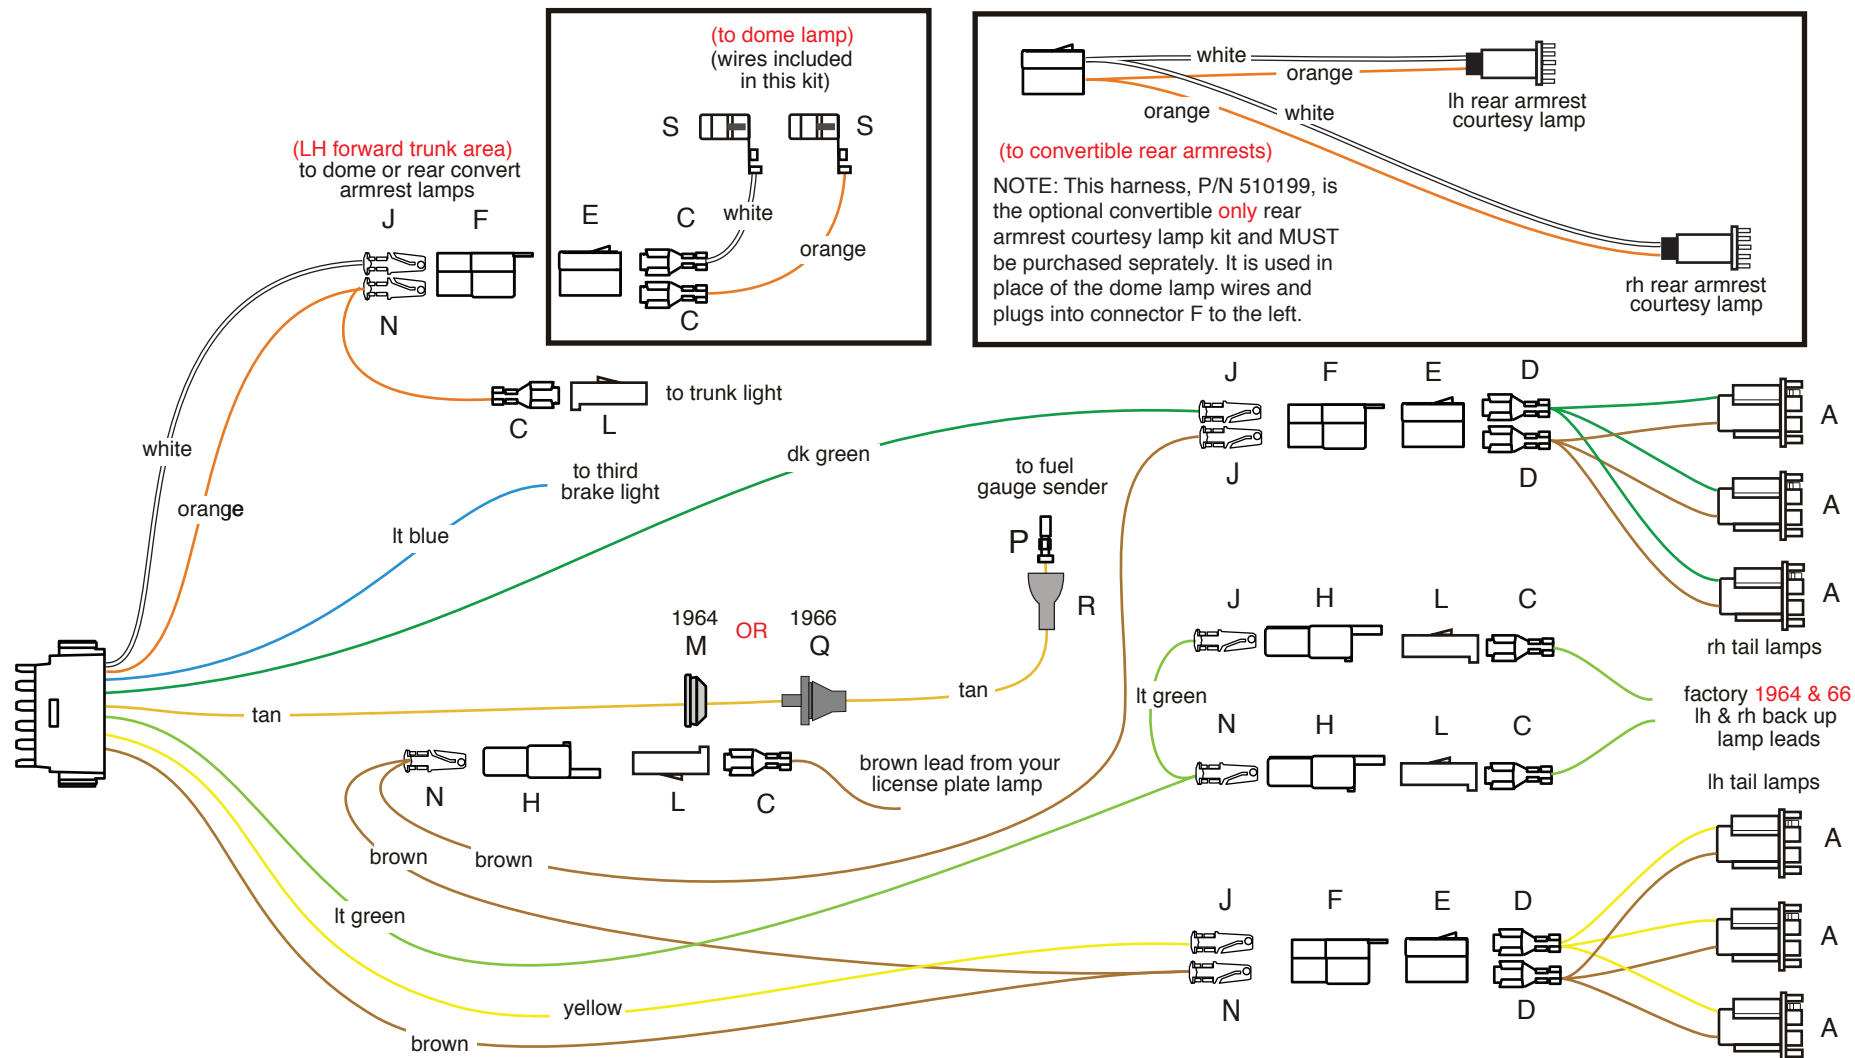 (to dome lamp)
(wires included
in this kit)
S
S
white
orange
E
C
C
(LH forward trunk area)
to dome or rear convert
armrest lamps
J
F
N
C
L
to trunk light
white
orange
white
orange
orange
white
lh rear armrest
courtesy lamp
(to convertible rear armrests)
NOTE: This harness, P/N 510199, is
the optional convertible only rear
armrest courtesy lamp kit and MUST
be purchased seprately. It is used in
place of the dome lamp wires and
plugs into connector F to the left.
rh rear armrest
courtesy lamp
to third
brake light
lt blue
dk green
J
F
E
D
J
D
A
A
A
rh tail lamps
to fuel
gauge sender
P
R
1964
M
OR
1966
Q
tan
tan
J
H
L
C
lt green
N
H
L
C
factory 1964 & 66
lh & rh back up
lamp leads
N
H
L
C
brown lead from your
license plate lamp
brown
brown
lt green
yellow
brown
lh tail lamps
J
F
E
D
N
D
A
A
A